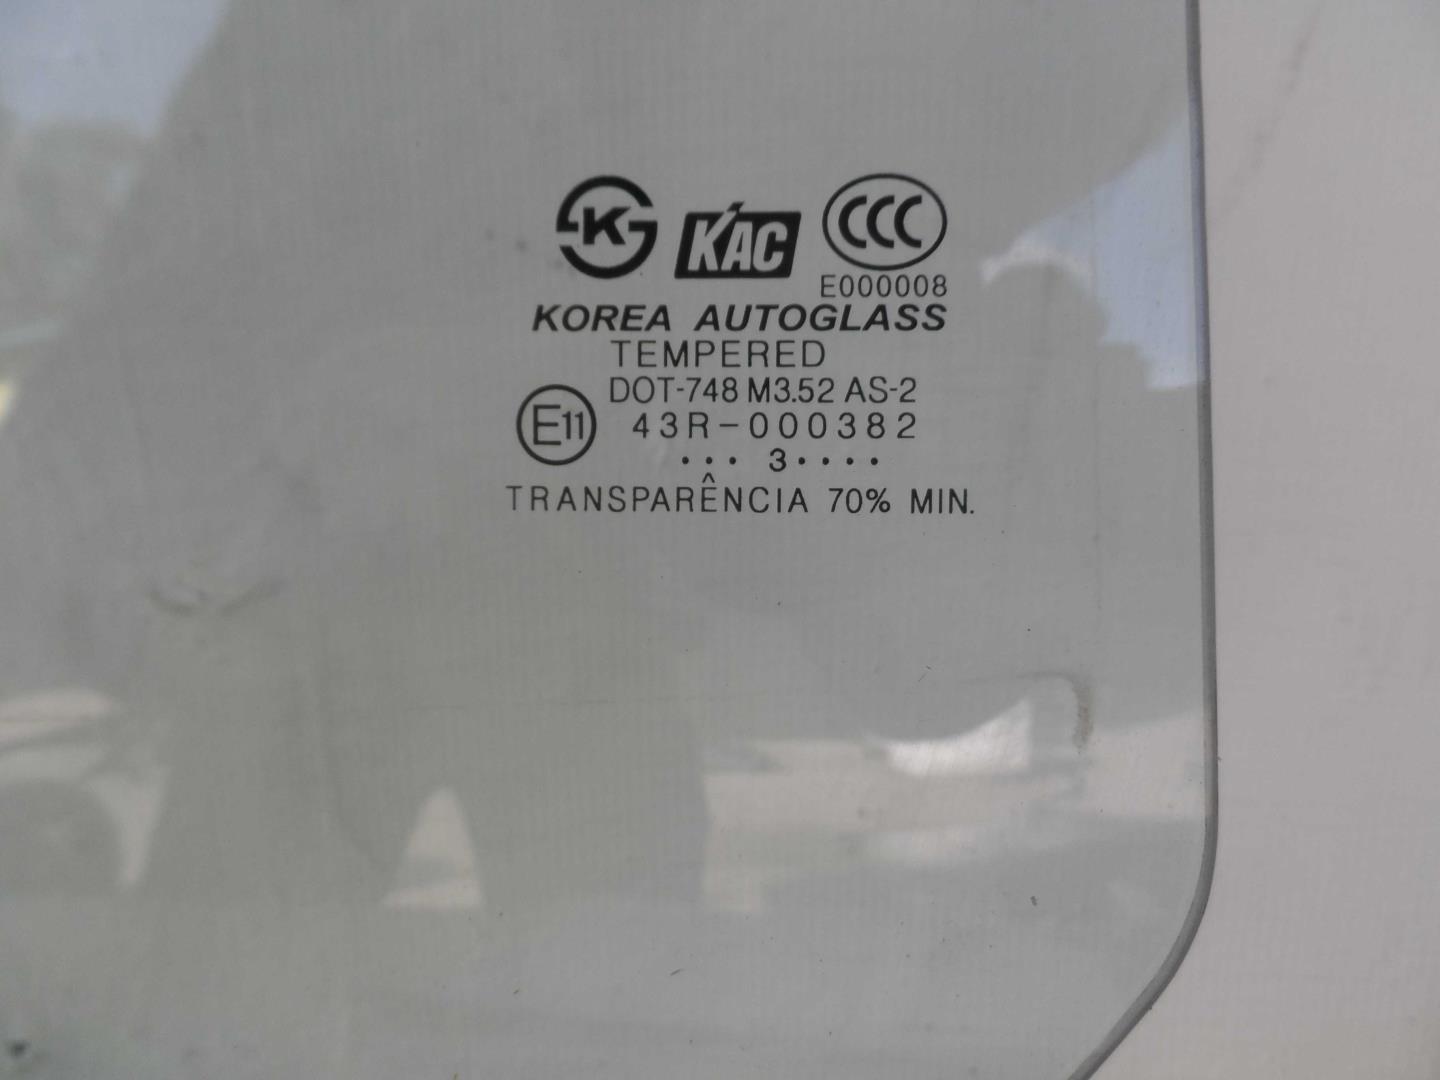 K KAC CCC
E000008
KOREA AUTOGLASS
TEMPERED
DOT-748 M3.52 AS-2
E11 43R-000382
... 3....
TRANSPARÊNCIA 70% MIN.